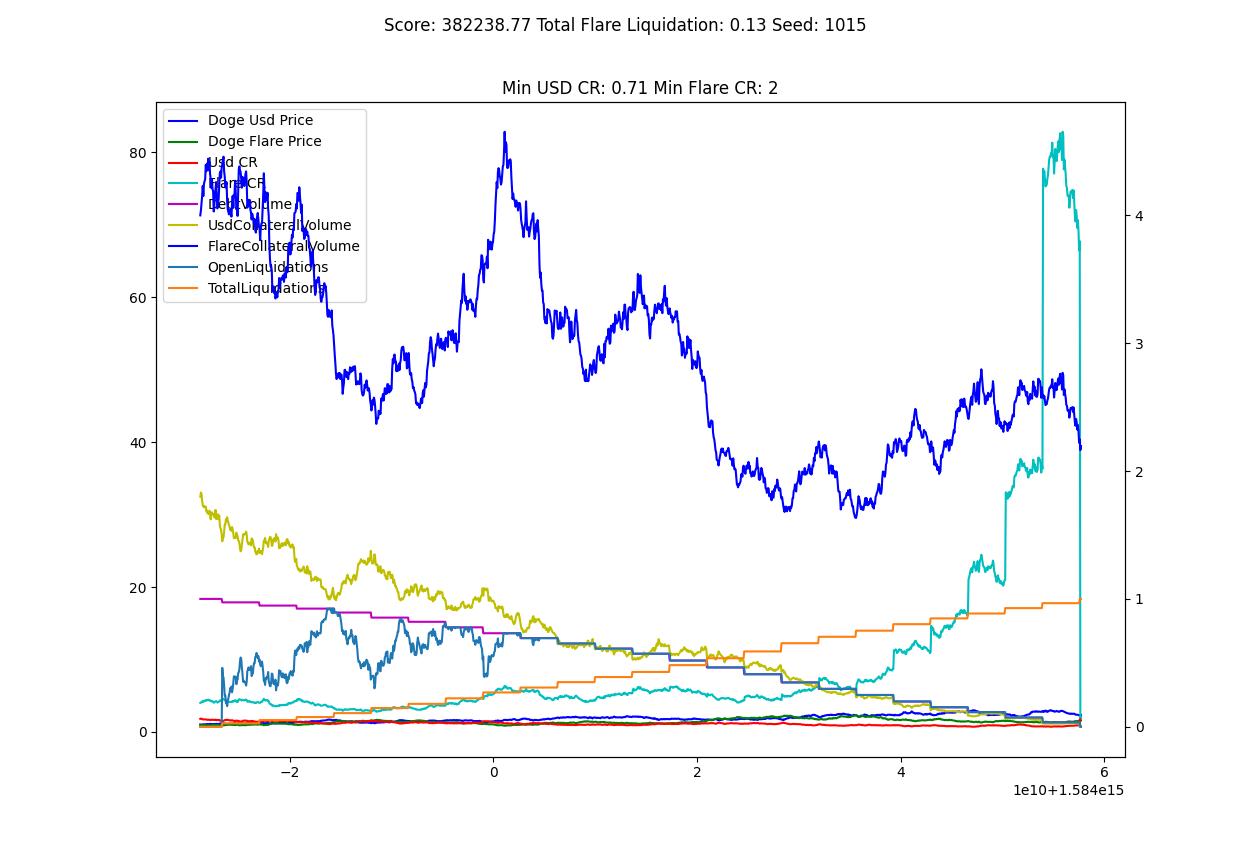 Score: 382238.77 Total Flare Liquidation: 0.13 Seed: 1015
Min USD CR: 0.71 Min Flare CR: 2
Doge Usd Price
Doge Flare Price
Usd CR
Flare CR
DebtVolume
UsdCollateralVolume
FlareCollateralVolume
OpenLiquidations
TotalLiquidations
80
60
40
20
0
4
3
2
1
0
−2
0
2
4
6
1e10+1.584e15